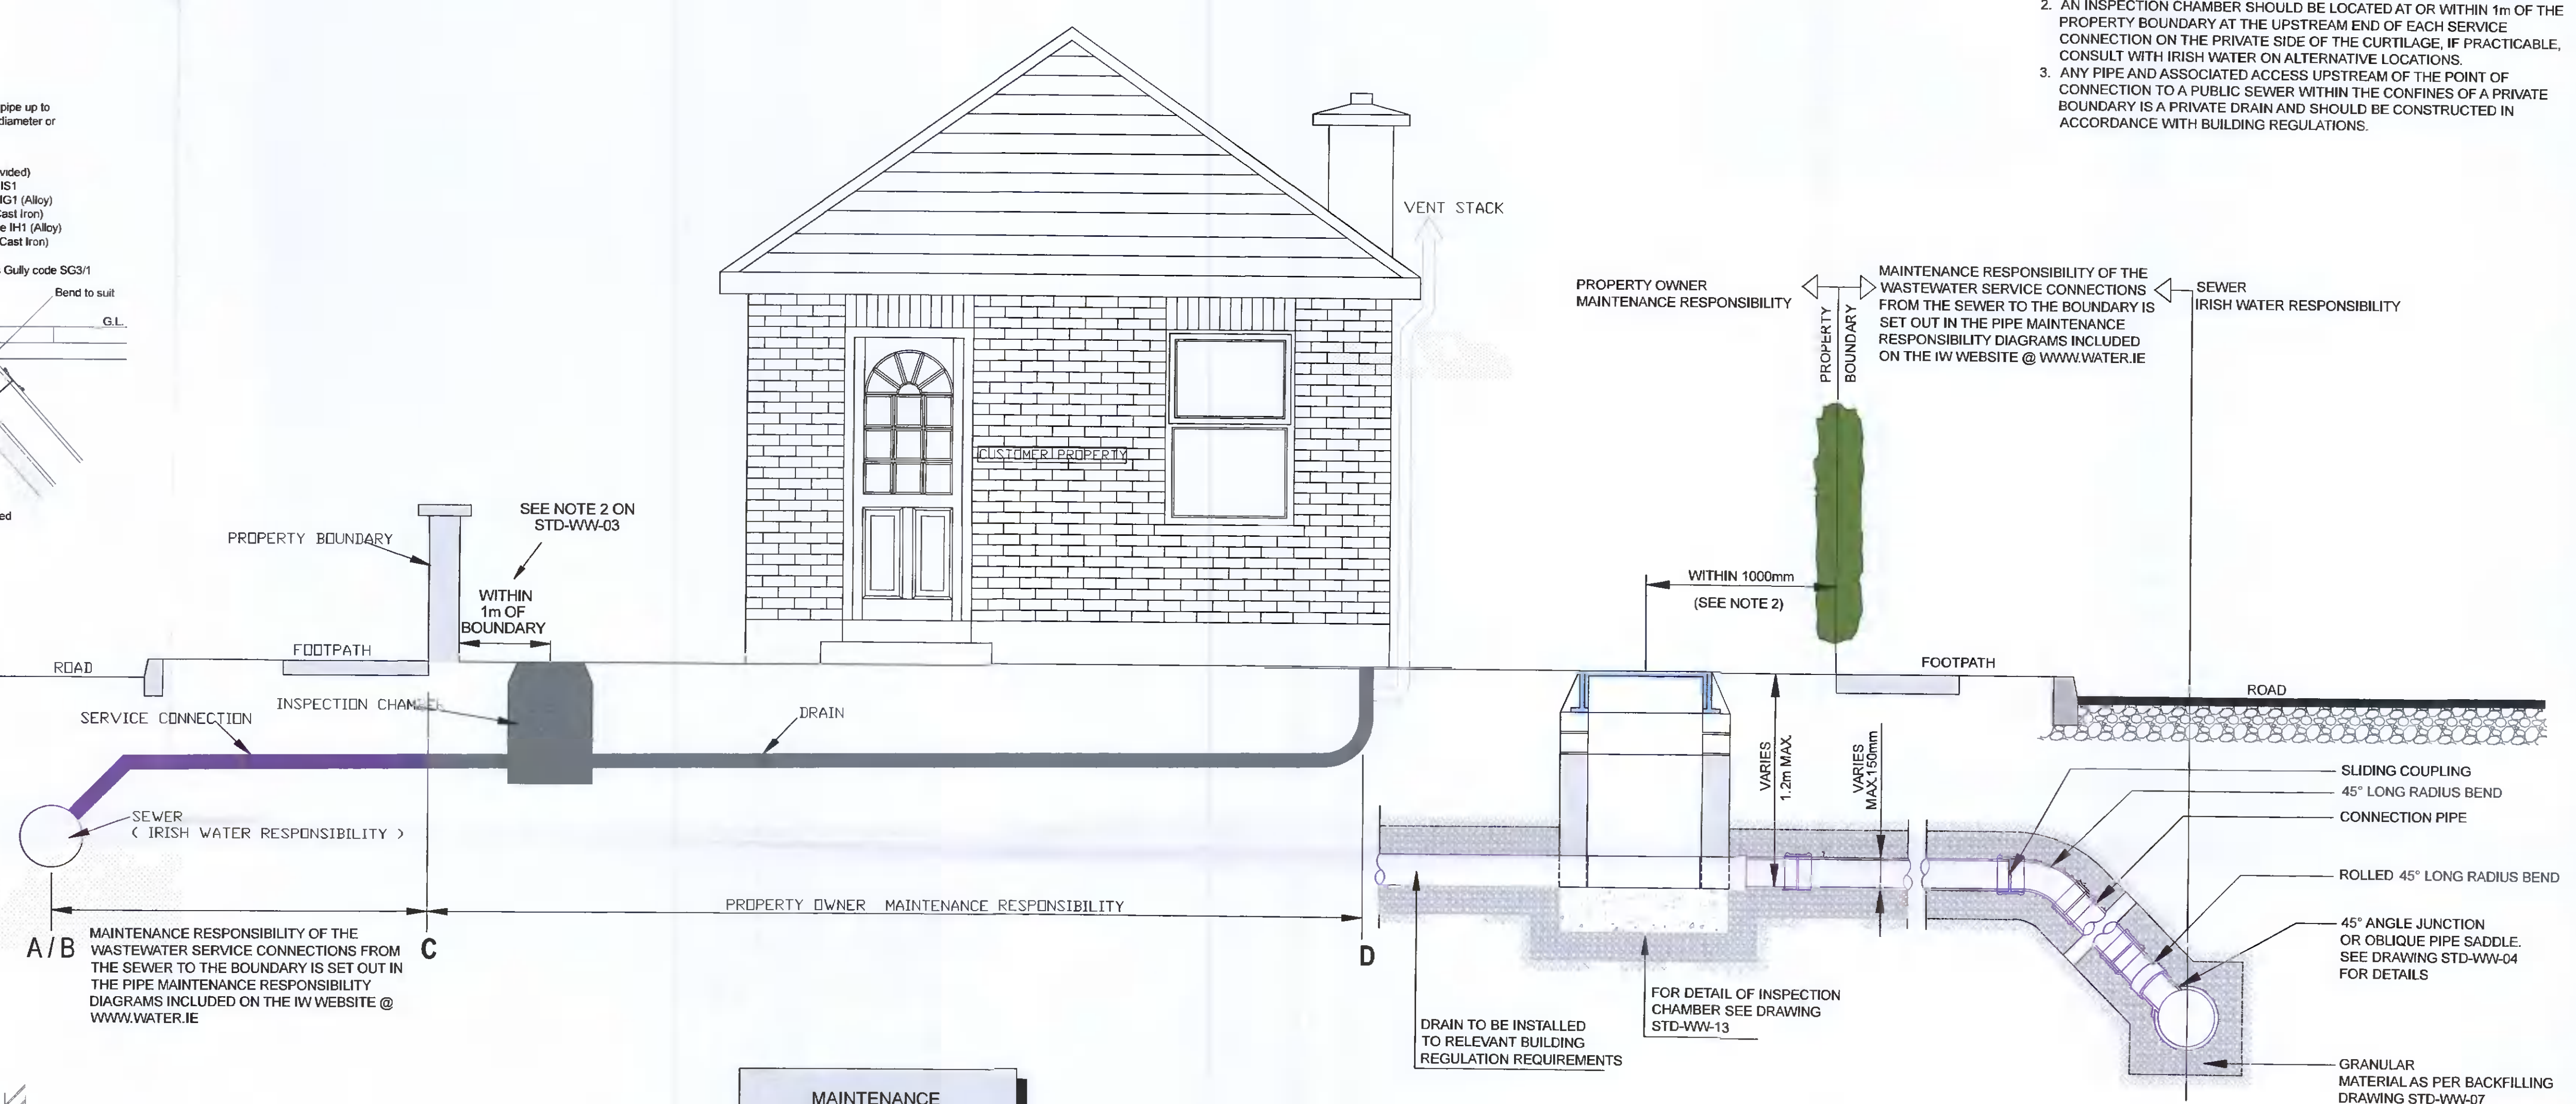 2. AN INSPECTION CHAMBER SHOULD BE LOCATED AT OR WITHIN 1m OF THE
PROPERTY BOUNDARY AT THE UPSTREAM END OF EACH SERVICE
CONNECTION ON THE PRIVATE SIDE OF THE CURTILAGE, IF PRACTICABLE,
CONSULT WITH IRISH WATER ON ALTERNATIVE LOCATIONS.
3. ANY PIPE AND ASSOCIATED ACCESS UPSTREAM OF THE POINT OF
CONNECTION TO A PUBLIC SEWER WITHIN THE CONFINES OF A PRIVATE
BOUNDARY IS A PRIVATE DRAIN AND SHOULD BE CONSTRUCTED IN
ACCORDANCE WITH BUILDING REGULATIONS.
pipe up to
diameter or
vided)
IS1
IG1 (Alloy)
Cast Iron)
e IH1 (Alloy)
Cast Iron)
Gully code SG3/1
Bend to suit
G.L.
ed
VENT STACK
CUSTOMER PROPERTY
PROPERTY BOUNDARY
SEE NOTE 2 ON
STD-WW-03
WITHIN
1m OF
BOUNDARY
FOOTPATH
ROAD
INSPECTION CHAMBER
SERVICE CONNECTION
DRAIN
SEWER
( IRISH WATER RESPONSIBILITY )
PROPERTY OWNER MAINTENANCE RESPONSIBILITY
A/B
C
D
MAINTENANCE RESPONSIBILITY OF THE
WASTEWATER SERVICE CONNECTIONS FROM
THE SEWER TO THE BOUNDARY IS SET OUT IN
THE PIPE MAINTENANCE RESPONSIBILITY
DIAGRAMS INCLUDED ON THE IW WEBSITE @
WWW.WATER.IE
MAINTENANCE
PROPERTY OWNER
MAINTENANCE RESPONSIBILITY
PROPERTY
BOUNDARY
MAINTENANCE RESPONSIBILITY OF THE
WASTEWATER SERVICE CONNECTIONS
FROM THE SEWER TO THE BOUNDARY IS
SET OUT IN THE PIPE MAINTENANCE
RESPONSIBILITY DIAGRAMS INCLUDED
ON THE IW WEBSITE @ WWW.WATER.IE
SEWER
IRISH WATER RESPONSIBILITY
WITHIN 1000mm
(SEE NOTE 2)
FOOTPATH
ROAD
VARIES
1.2m MAX.
VARIES
MAX.150mm
SLIDING COUPLING
45° LONG RADIUS BEND
CONNECTION PIPE
ROLLED 45° LONG RADIUS BEND
45° ANGLE JUNCTION
OR OBLIQUE PIPE SADDLE.
SEE DRAWING STD-WW-04
FOR DETAILS
FOR DETAIL OF INSPECTION
CHAMBER SEE DRAWING
STD-WW-13
DRAIN TO BE INSTALLED
TO RELEVANT BUILDING
REGULATION REQUIREMENTS
GRANULAR
MATERIAL AS PER BACKFILLING
DRAWING STD-WW-07